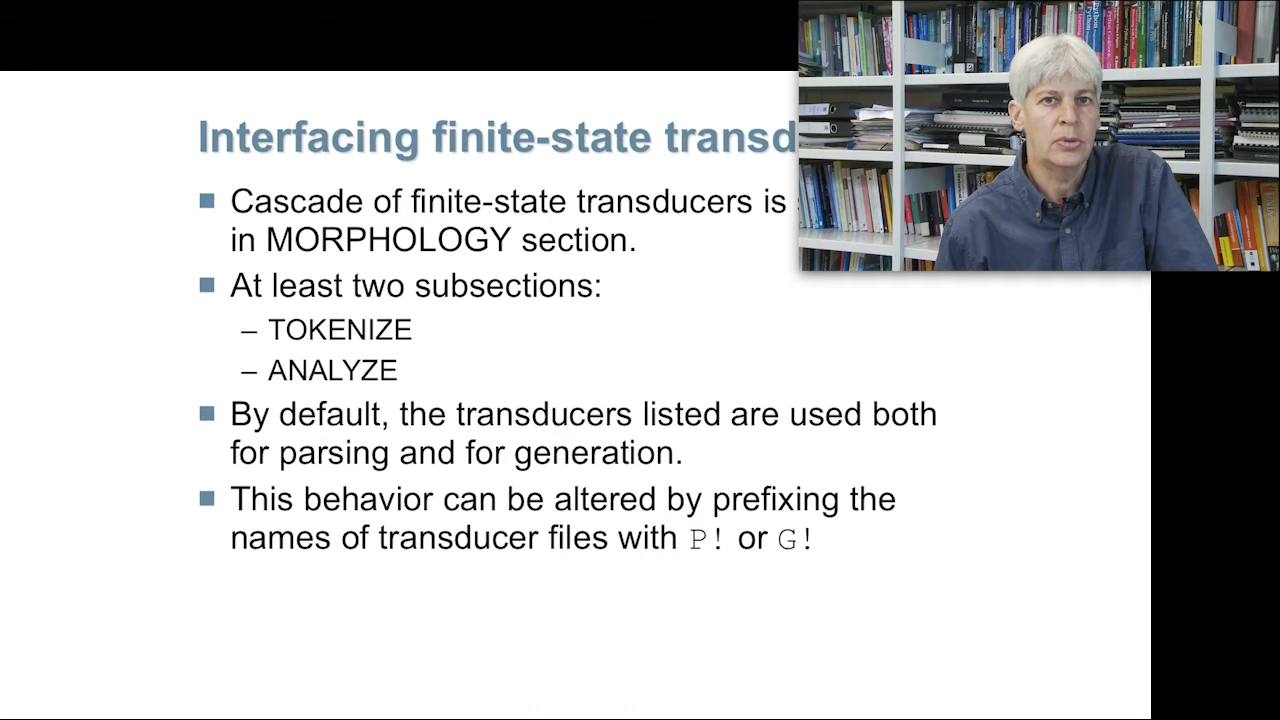 Interfacing finite-state
Cascade of finite-state transducers is
in MORPHOLOGY section.
At least two subsections:
– TOKENIZE
– ANALYZE
By default, the transducers listed are used both
for parsing and for generation.
This behavior can be altered by prefixing the
names of transducer files with P! or G!